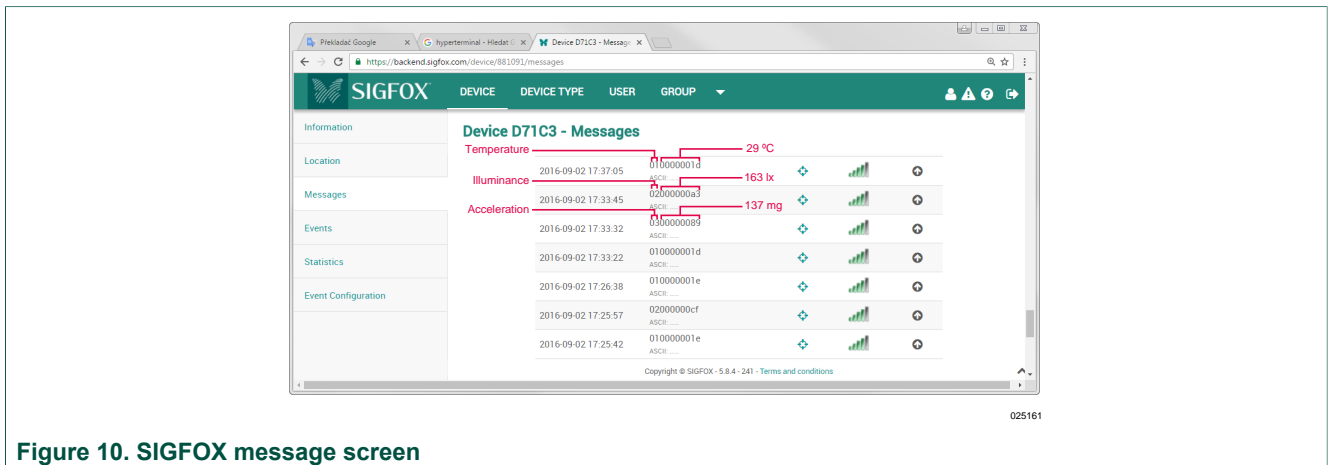 Překladač Google
hyperterminal - Hledat G
Device D71C3 - Message
https://backend.sigfox.com/device/881091/messages
SIGFOX DEVICE DEVICE TYPE USER GROUP
Information
Location
Messages
Events
Statistics
Event Configuration
Device D71C3 - Messages
Temperature 29 ºC
2016-09-02 17:37:05 010000001d
ASCII: .....
Illuminance 163 lx
2016-09-02 17:33:45 02000000a3
ASCII: .....
Acceleration 137 mg
2016-09-02 17:33:32 0300000089
ASCII: .....
2016-09-02 17:33:22 010000001d
ASCII: .....
2016-09-02 17:26:38 010000001e
ASCII: .....
2016-09-02 17:25:57 02000000cf
ASCII: .....
2016-09-02 17:25:42 010000001e
ASCII: .....
Copyright © SIGFOX - 5.8.4 - 241 - Terms and conditions
025161
Figure 10. SIGFOX message screen